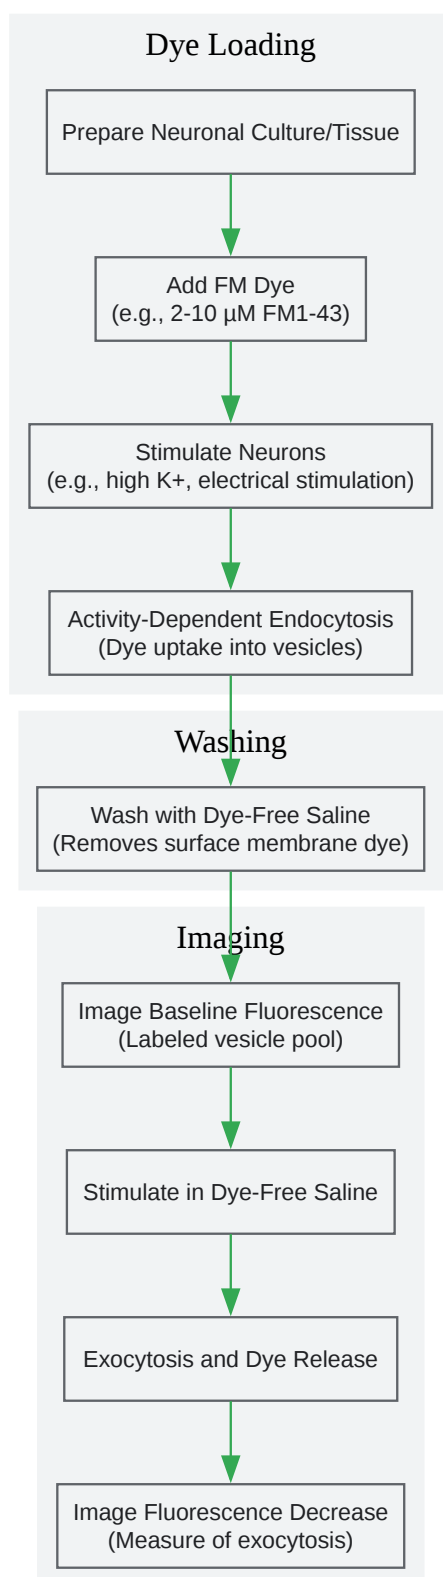 Dye Loading
Prepare Neuronal Culture/Tissue
Add FM Dye
(e.g., 2-10 µM FM1-43)
Stimulate Neurons
(e.g., high K+, electrical stimulation)
Activity-Dependent Endocytosis
(Dye uptake into vesicles)
Washing
Wash with Dye-Free Saline
(Removes surface membrane dye)
Imaging
Image Baseline Fluorescence
(Labeled vesicle pool)
Stimulate in Dye-Free Saline
Exocytosis and Dye Release
Image Fluorescence Decrease
(Measure of exocytosis)